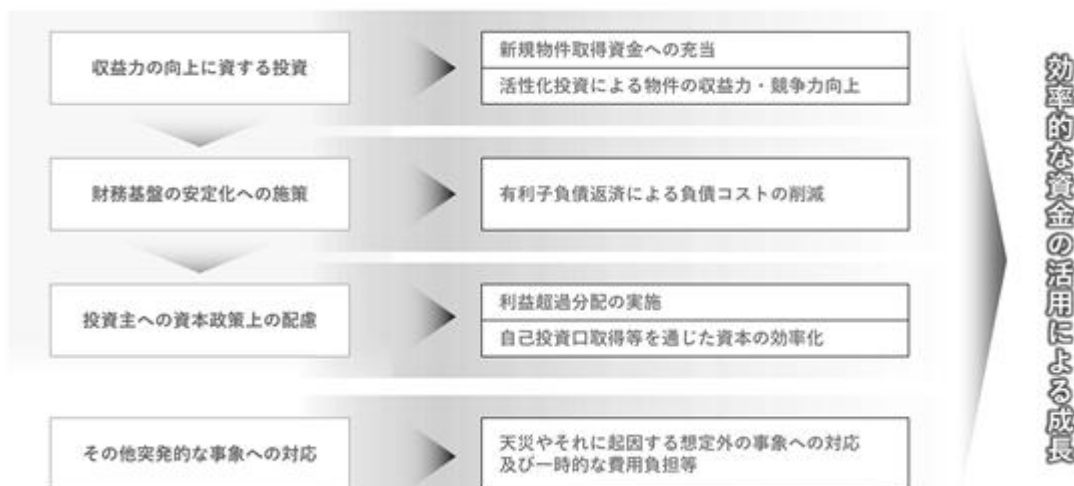 収益力の向上に資する投資
新規物件取得資金への充当
活性化投資による物件の収益力・競争力向上
財務基盤の安定化への施策
有利子負債返済による負債コストの削減
投資主への資本政策上の配慮
利益超過分配の実施
自己投資口取得等を通じた資本の効率化
その他突発的な事象への対応
天災やそれに起因する想定外の事象への対応
及び一時的な費用負担等
効率的な資金の活用による成長